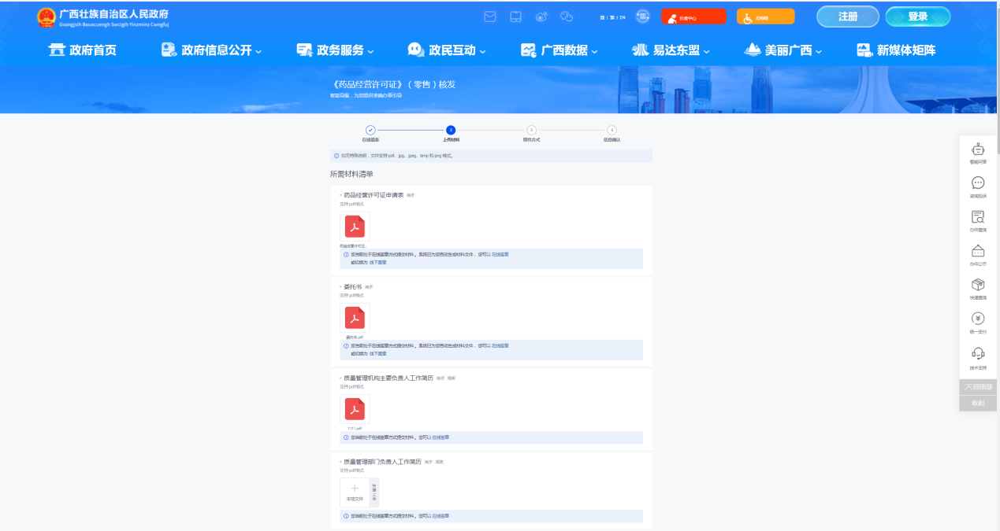 广西壮族自治区人民政府
Gvangjsih Bouxcuengh Swcigih Yinzminz Cwngfuj
简 | 繁 | EN
长者中心
无障碍
注册
登录
政府首页
政府信息公开
政务服务
政民互动
广西数据
易达东盟
美丽广西
新媒体矩阵
《药品经营许可证》（零售）核发
智能导服，为您提供准确办事引导
在线填表
2
上传材料
3
取件方式
4
信息确认
如无特殊说明，文件支持 pdf、jpg、jpeg、bmp 和 png 格式。
所需材料清单
* 药品经营许可证申请表 电子
支持 pdf格式
药品经营许可证..
您当前处于在线签章方式提交材料，系统已为您自动生成材料文件，您可以 在线签章
或切换为 线下签章
* 委托书 电子
支持 pdf格式
委托书.pdf
您当前处于在线签章方式提交材料，系统已为您自动生成材料文件，您可以 在线签章
或切换为 线下签章
* 质量管理机构主要负责人工作简历 电子 纸质
支持 pdf格式
1111.pdf
您当前处于在线签章方式提交材料，您可以 在线签章
* 质量管理部门负责人工作简历 电子 纸质
支持 pdf格式
本地文件
快捷上传
您当前处于在线签章方式提交材料，您可以 在线签章
智能问答
咨询投诉
办件查询
办件公示
快递查询
统一支付
技术支持
回顶部
收起